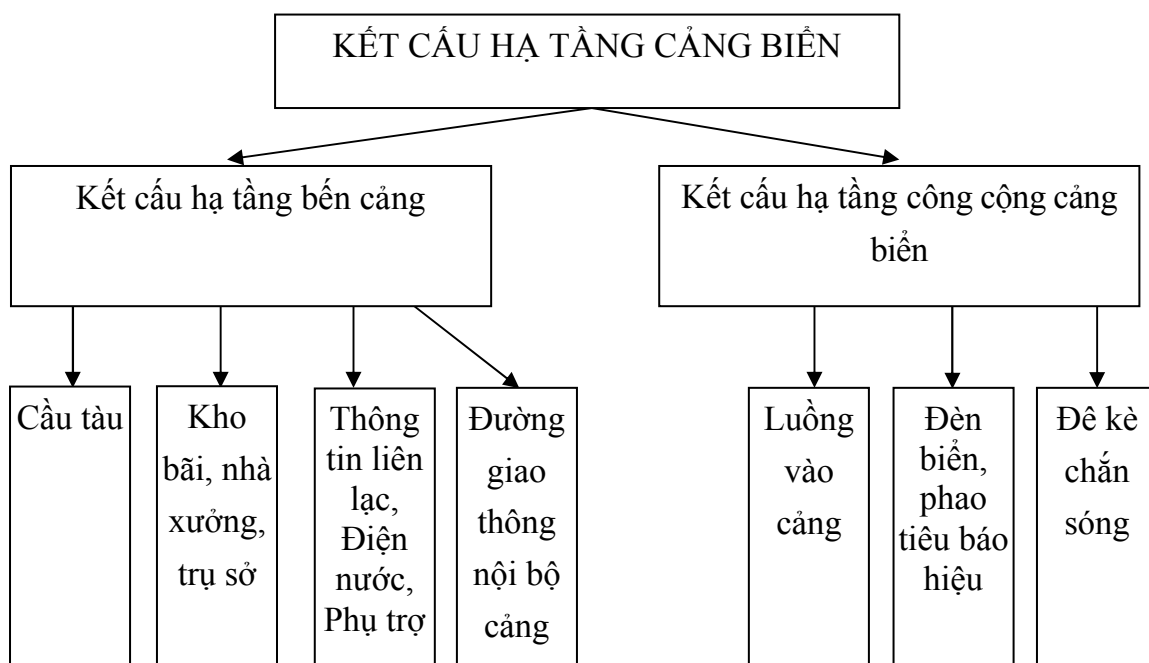 KẾT CẤU HẠ TẦNG CẢNG BIỂN
Kết cấu hạ tầng bến cảng
Kết cấu hạ tầng công cộng cảng
biển
Cầu tàu
Kho
bãi, nhà
xưởng,
trụ sở
Thông
tin liên
lạc,
Điện
nước,
Phụ trợ
Đường
giao
thông
nội bộ
cảng
Luồng
vào
cảng
Đèn
biển,
phao
tiêu báo
hiệu
Đê kè
chắn
sóng